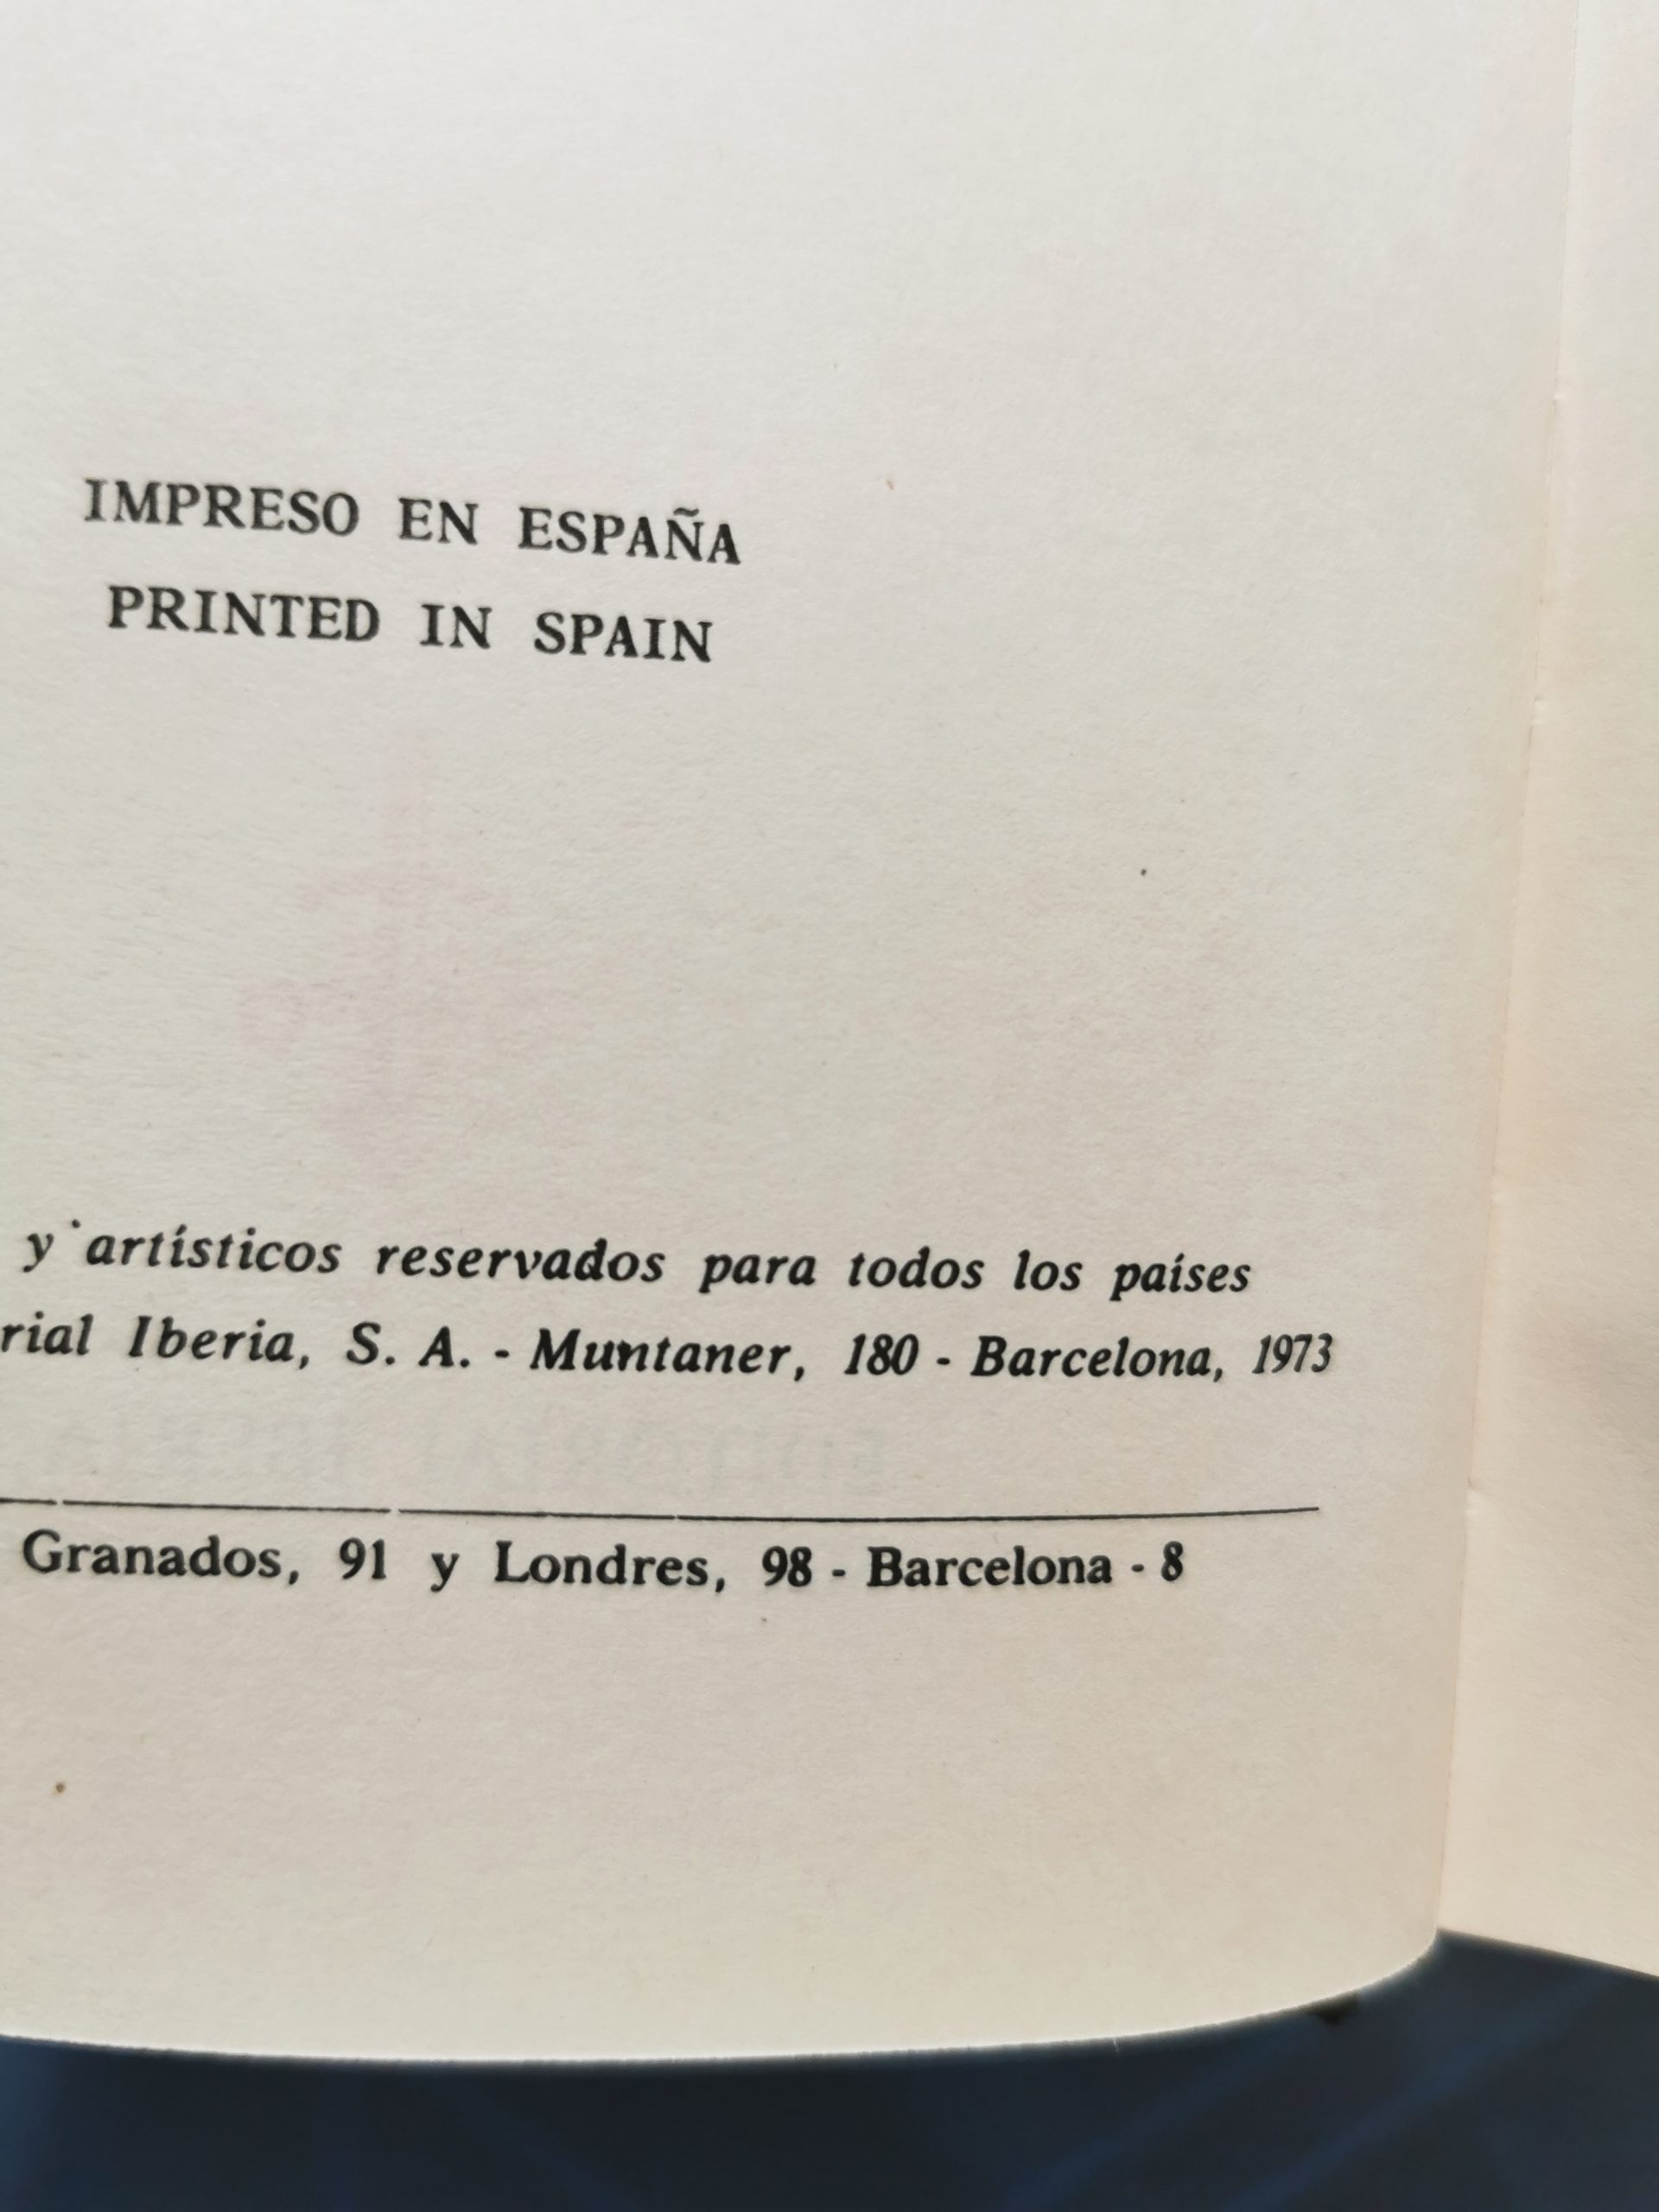 IMPRESO EN ESPAÑA
PRINTED IN SPAIN
y artísticos reservados para todos los países
rial Iberia, S. A. - Muntaner, 180 - Barcelona, 1973
Granados, 91 y Londres, 98 - Barcelona - 8